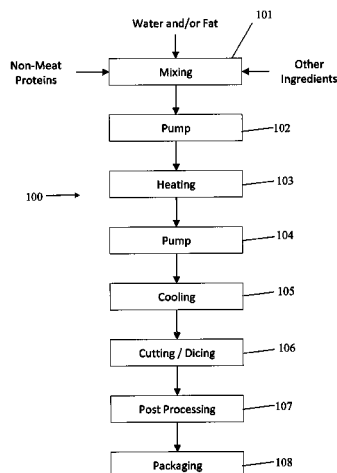 Water and/or Fat
101
Non-Meat
Proteins
Mixing
Other
Ingredients
Pump
102
100
Heating
103
Pump
104
Cooling
105
Cutting / Dicing
106
Post Processing
107
Packaging
108